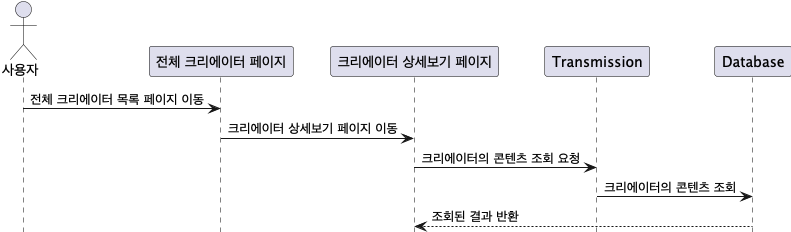 사용자
전체 크리에이터 페이지
크리에이터 상세보기 페이지
Transmission
Database
전체 크리에이터 목록 페이지 이동
크리에이터 상세보기 페이지 이동
크리에이터의 콘텐츠 조회 요청
크리에이터의 콘텐츠 조회
조회된 결과 반환